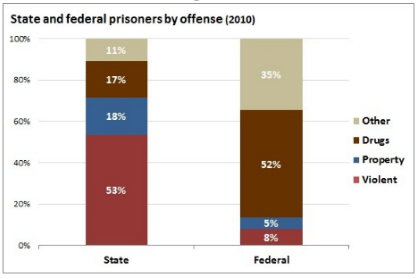 State and federal prisoners by offense (2010)
100%
80%
60%
40%
20%
0%
11%
17%
18%
53%
35%
52%
5%
8%
Other
Drugs
Property
Violent
State
Federal